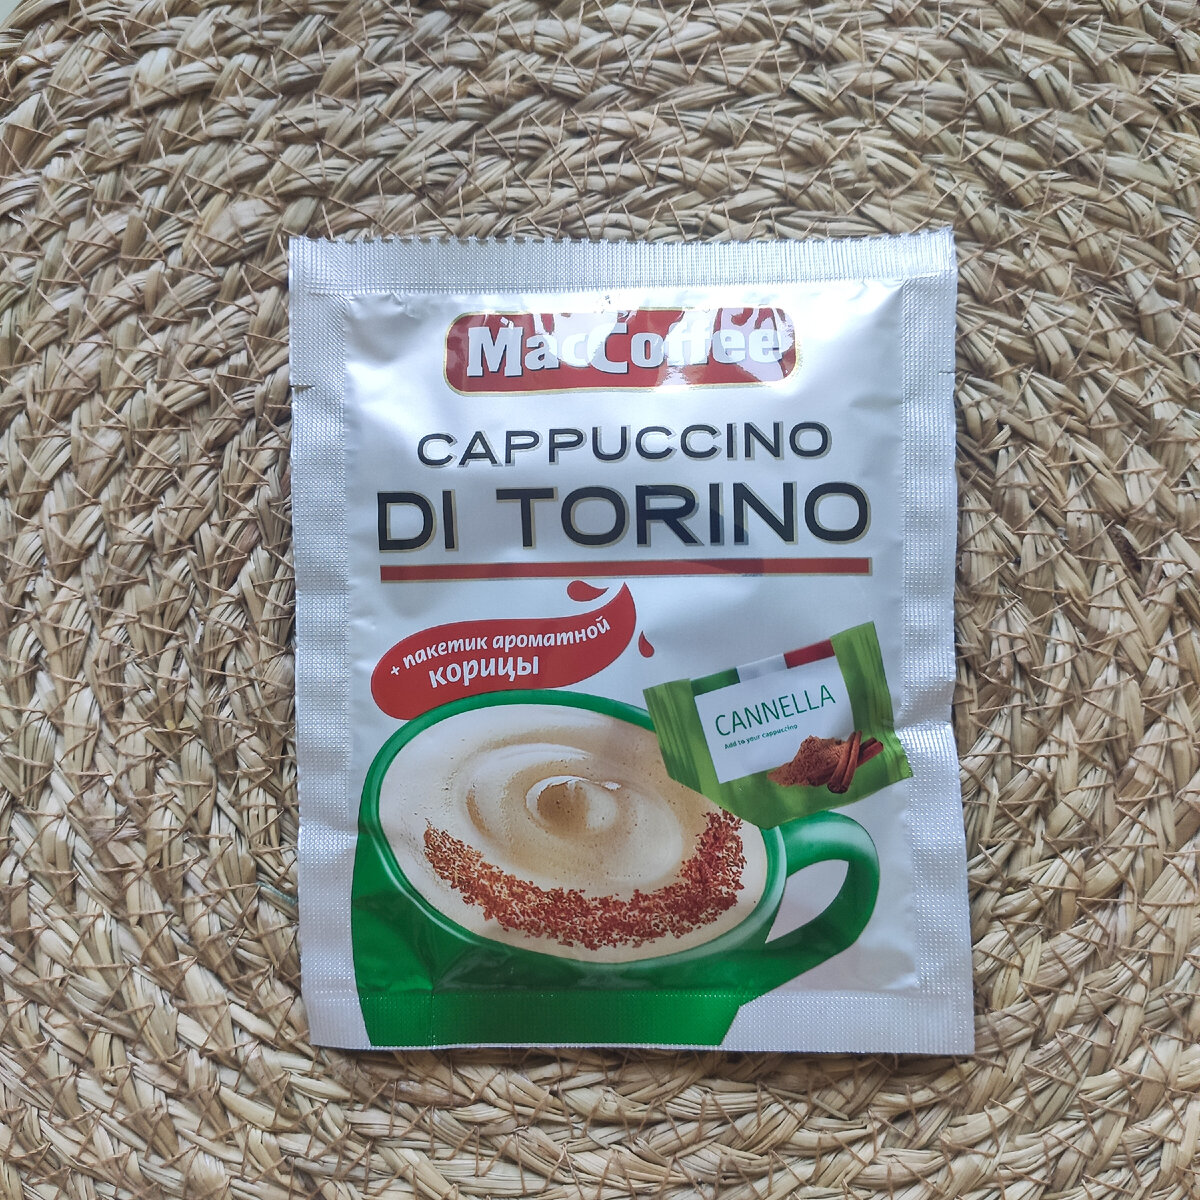 MacCoffee
CAPPUCCINO
DI TORINO
+ пакетик ароматной
корицы
CANNELLA
Add to your Cappuccino